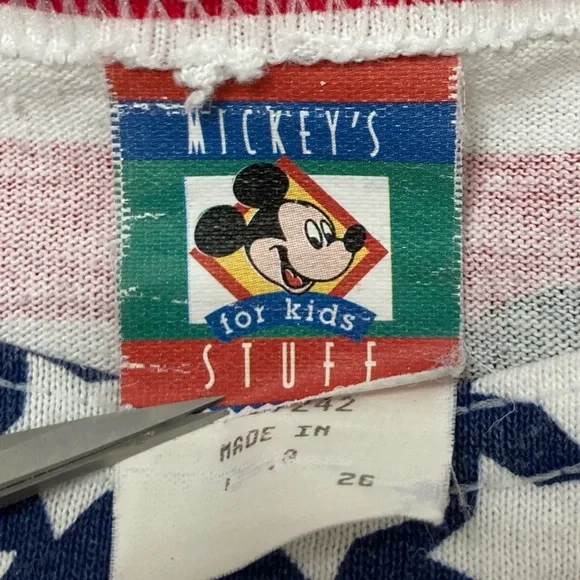 MICKEY'S
for kids
STUFF
242
MADE IN
26